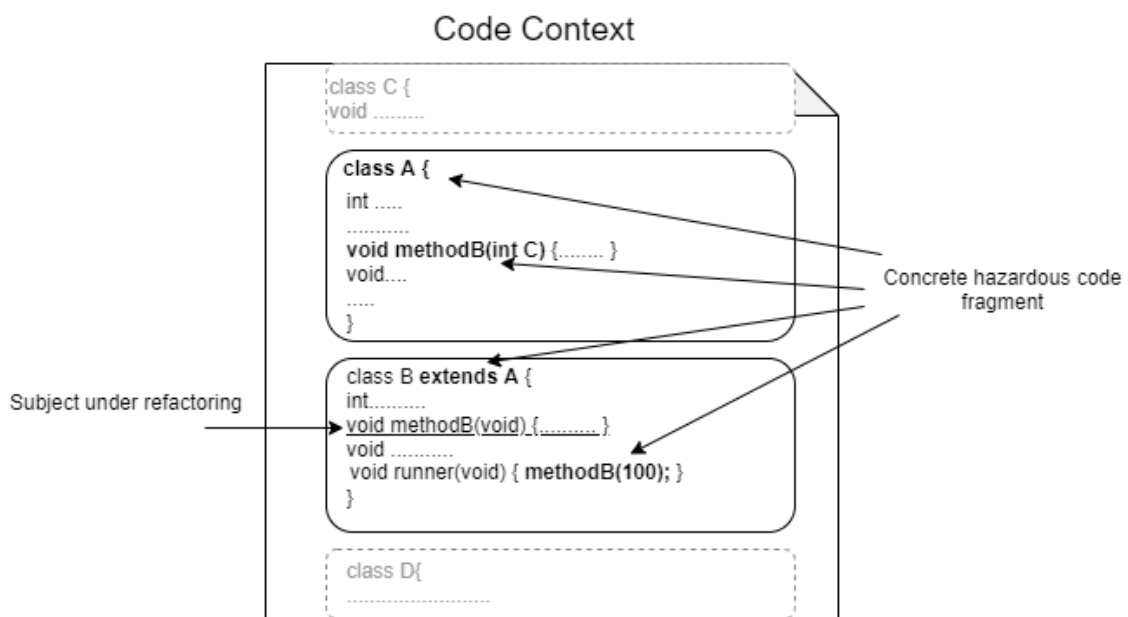 Code Context
class C {
void .........
class A {
int .....
...........
void methodB(int C) {........ }
void....
.....
}
Concrete hazardous code
fragment
class B extends A {
int..........
Subject under refactoring
void methodB(void) {.......... }
void ...........
void runner(void) { methodB(100); }
}
class D{
..........................